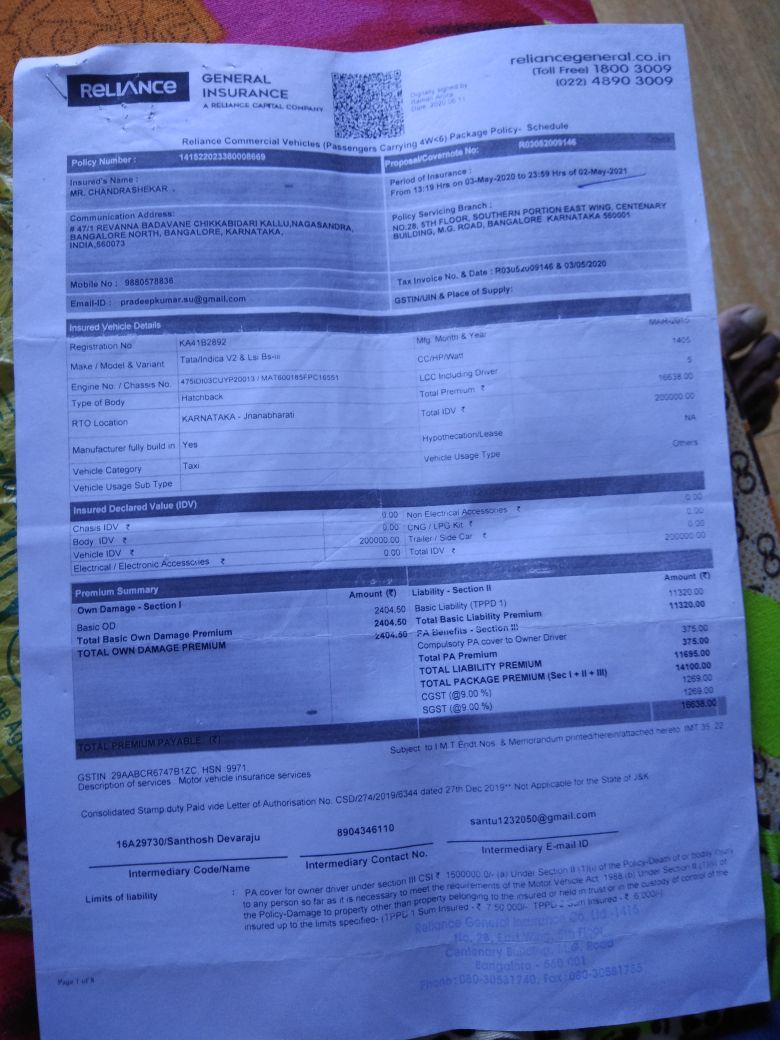 RELIANCE
GENERAL
INSURANCE
A RELIANCE CAPITAL COMPANY
Digitally signed by
Raman Arora
Date: 2020.06.11
reliancegeneral.co.in
(Toll Free) 1800 3009
(022) 4890 3009
Reliance Commercial Vehicles (Passengers Carrying 4W<6) Package Policy- Schedule
Policy Number : 141522023380008669
Proposal/Covernote No: R03052009146
Insured's Name :
MR. CHANDRASHEKAR .
Period of Insurance :
From 13:19 Hrs on 03-May-2020 to 23:59 Hrs of 02-May-2021
Communication Address:
# 47/1 REVANNA BADAVANE CHIKKABIDARI KALLU,NAGASANDRA,
BANGALORE NORTH, BANGALORE, KARNATAKA,
INDIA,560073
Policy Servicing Branch :
NO.28, 5TH FLOOR, SOUTHERN PORTION EAST WING, CENTENARY
BUILDING, M.G. ROAD, BANGALORE KARNATAKA 560001
Mobile No : 9880578836
Tax Invoice No. & Date : R03052009146 & 03/05/2020
Email-ID : pradeepkumar.su@gmail.com
GSTIN/UIN & Place of Supply:
Insured Vehicle Details
Registration No KA41B2892
Mfg. Month & Year MAR-2015
Make / Model & Variant Tata/Indica V2 & Lsi Bs-iii
CC/HP/Watt 1405
Engine No. / Chassis No. 475IDI03CUYP20013 / MAT600185FPC16551
LCC Including Driver 5
Type of Body Hatchback
Total Premium ₹ 16638.00
RTO Location KARNATAKA - Jnanabharati
Total IDV ₹ 200000.00
Manufacturer fully build in Yes
Hypothecation/Lease NA
Vehicle Category Taxi
Vehicle Usage Type Others
Vehicle Usage Sub Type
Insured Declared Value (IDV)
Chasis IDV ₹ 0.00 Non Electrical Accessories ₹ 0.00
Body IDV ₹ 0.00 CNG / LPG Kit ₹ 0.00
Vehicle IDV ₹ 200000.00 Trailer / Side Car ₹ 0.00
Electrical / Electronic Accessories ₹ 0.00 Total IDV ₹ 200000.00
Premium Summary
Own Damage - Section I Amount (₹) Liability - Section II Amount (₹)
Basic OD 2404.50 Basic Liability (TPPD 1) 11320.00
Total Basic Own Damage Premium 2404.50 Total Basic Liability Premium 11320.00
TOTAL OWN DAMAGE PREMIUM 2404.50 PA Benefits - Section III
Compulsory PA cover to Owner Driver 375.00
Total PA Premium 375.00
TOTAL LIABILITY PREMIUM 11695.00
TOTAL PACKAGE PREMIUM (Sec I + II + III) 14100.00
CGST (@9.00 %) 1269.00
SGST (@9.00 %) 1269.00
TOTAL PREMIUM PAYABLE (₹) 16638.00
Subject to I.M.T Endt.Nos. & Memorandum printed/herein/attached hereto IMT 35, 22
GSTIN :29AABCR6747B1ZC, HSN :9971,
Description of services : Motor vehicle insurance services
Consolidated Stamp duty Paid vide Letter of Authorisation No. CSD/274/2019/6344 dated 27th Dec 2019** Not Applicable for the State of J&K
16A29730/Santhosh Devaraju 8904346110 santu1232050@gmail.com
Intermediary Code/Name Intermediary Contact No. Intermediary E-mail ID
Limits of liability : PA cover for owner driver under section III CSI ₹ 1500000.0/- (a) Under Section II (1)(i) of the Policy-Death of or bodily injury
to any person so far as it is necessary to meet the requirements of the Motor Vehicle Act, 1988.(b) Under Section II (1)(ii) of
the Policy-Damage to property other than property belonging to the insured or held in trust or in the custody of control of the
insured up to the limits specified- (TPPD 1 Sum Insured - ₹ 7,50,000/- TPPD 2 Sum Insured - ₹ 6,000/-)
Reliance General Insurance Co. Ltd -1415
No. 28, East Wing, 5th Floor
Centenary Building, M.G. Road
Bangalore - 560 001
Phone:080-30531740, Fax:080-30581755
Page 1 of 8